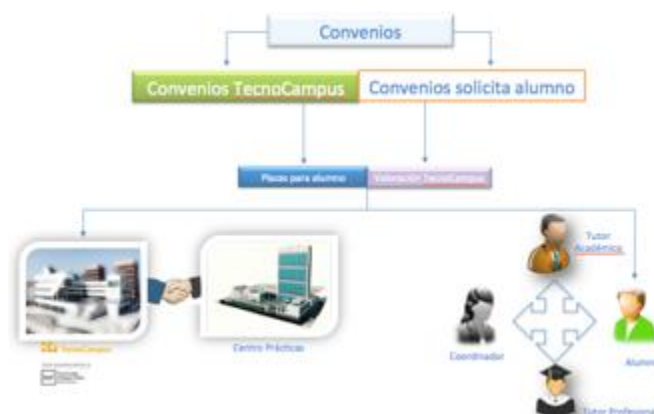 Convenios
Convenios TecnoCampus
Convenios solicita alumno
Plazas para alumno
Valoración TecnoCampus
Tutor
Académico
Coordinador
Alumno
Centro Prácticas
TecnoCampus
Tutor Profesional